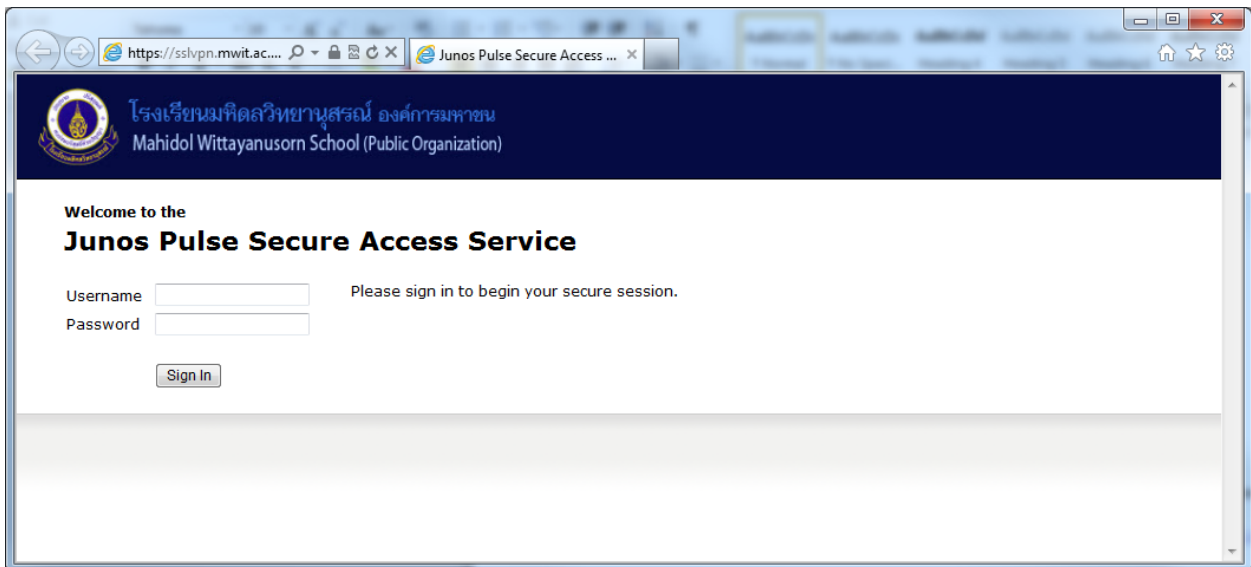 https://sslvpn.mwit.ac....
Junos Pulse Secure Access ...
โรงเรียนมหิดลวิทยานุสรณ์ องค์การมหาชน
Mahidol Wittayanusorn School (Public Organization)
Welcome to the
Junos Pulse Secure Access Service
Username
Please sign in to begin your secure session.
Password
Sign In